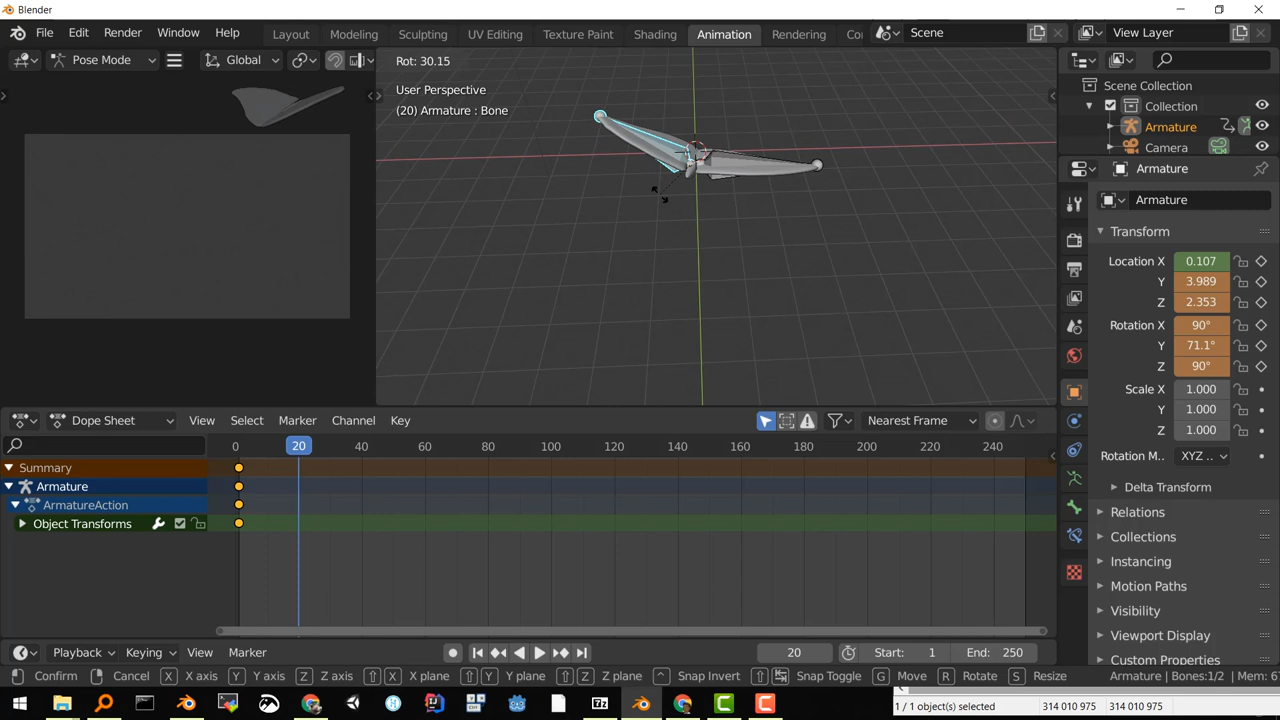 Blender
File Edit Render Window Help Layout Modeling Sculpting UV Editing Texture Paint Shading Animation Rendering Co Scene View Layer
Pose Mode Global
Rot: 30.15
User Perspective
(20) Armature : Bone
Scene Collection
Collection
Armature
Camera
Armature
Armature
Transform
Location X 0.107
Y 3.989
Z 2.353
Rotation X 90°
Y 71.1°
Z 90°
Scale X 1.000
Y 1.000
Z 1.000
Rotation M.. XYZ ..
Delta Transform
Relations
Collections
Instancing
Motion Paths
Visibility
Viewport Display
Custom Properties
Dope Sheet View Select Marker Channel Key Nearest Frame
0 20 40 60 80 100 120 140 160 180 200 220 240
Summary
Armature
ArmatureAction
Object Transforms
Playback Keying View Marker 20 Start: 1 End: 250
Confirm Cancel X X axis Y Y axis Z Z axis X X plane Y Y plane Z Z plane Snap Invert Snap Toggle G Move R Rotate S Resize Armature | Bones:1/2 | Mem: 6
7z
1 / 1 object(s) selected 314 010 975 314 010 975